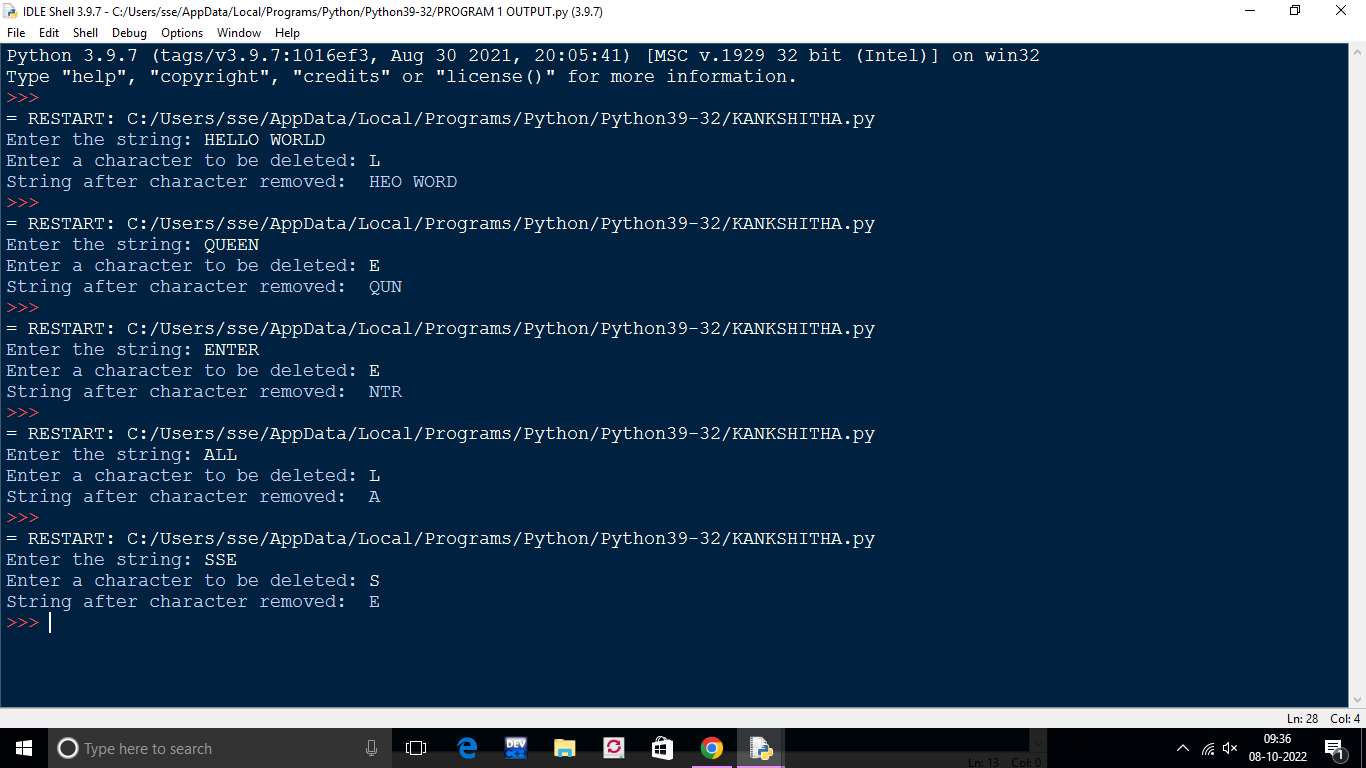 IDLE Shell 3.9.7 - C:/Users/sse/AppData/Local/Programs/Python/Python39-32/PROGRAM 1 OUTPUT.py (3.9.7)
File Edit Shell Debug Options Window Help
Python 3.9.7 (tags/v3.9.7:1016ef3, Aug 30 2021, 20:05:41) [MSC v.1929 32 bit (Intel)] on win32
Type "help", "copyright", "credits" or "license()" for more information.
>>>
= RESTART: C:/Users/sse/AppData/Local/Programs/Python/Python39-32/KANKSHITHA.py
Enter the string: HELLO WORLD
Enter a character to be deleted: L
String after character removed:  HEO WORD
>>>
= RESTART: C:/Users/sse/AppData/Local/Programs/Python/Python39-32/KANKSHITHA.py
Enter the string: QUEEN
Enter a character to be deleted: E
String after character removed:  QUN
>>>
= RESTART: C:/Users/sse/AppData/Local/Programs/Python/Python39-32/KANKSHITHA.py
Enter the string: ENTER
Enter a character to be deleted: E
String after character removed:  NTR
>>>
= RESTART: C:/Users/sse/AppData/Local/Programs/Python/Python39-32/KANKSHITHA.py
Enter the string: ALL
Enter a character to be deleted: L
String after character removed:  A
>>>
= RESTART: C:/Users/sse/AppData/Local/Programs/Python/Python39-32/KANKSHITHA.py
Enter the string: SSE
Enter a character to be deleted: S
String after character removed:  E
>>>
Ln: 28 Col: 4
Type here to search
DEV
Ln: 13 Col: 0
09:36
08-10-2022
1